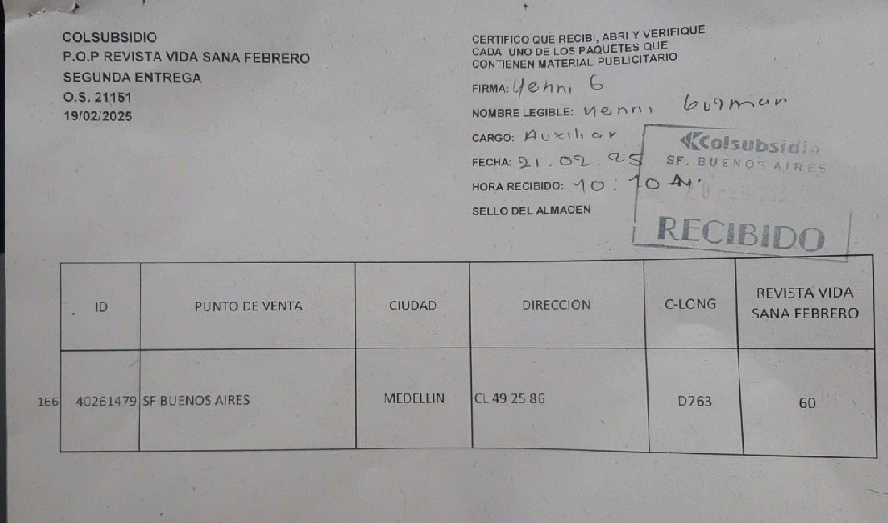 COLSUBSIDIO
P.O.P REVISTA VIDA SANA FEBRERO
SEGUNDA ENTREGA
O.S. 21151
19/02/2025
CERTIFICO QUE RECIBI, ABRI Y VERIFIQUE
CADA UNO DE LOS PAQUETES QUE
CONTIENEN MATERIAL PUBLICITARIO
FIRMA: Yenni G
NOMBRE LEGIBLE: Yenni Guzman
CARGO: Auxiliar
FECHA: 21.02.25
HORA RECIBIDO: 10:10 AM.
SELLO DEL ALMACEN
Colsubsidio
SF. BUENOS AIRES
RECIBIDO
ID PUNTO DE VENTA CIUDAD DIRECCION C-LONG REVISTA VIDA
SANA FEBRERO
166 40261479 SF BUENOS AIRES MEDELLIN CL 49 25 86 D763 60